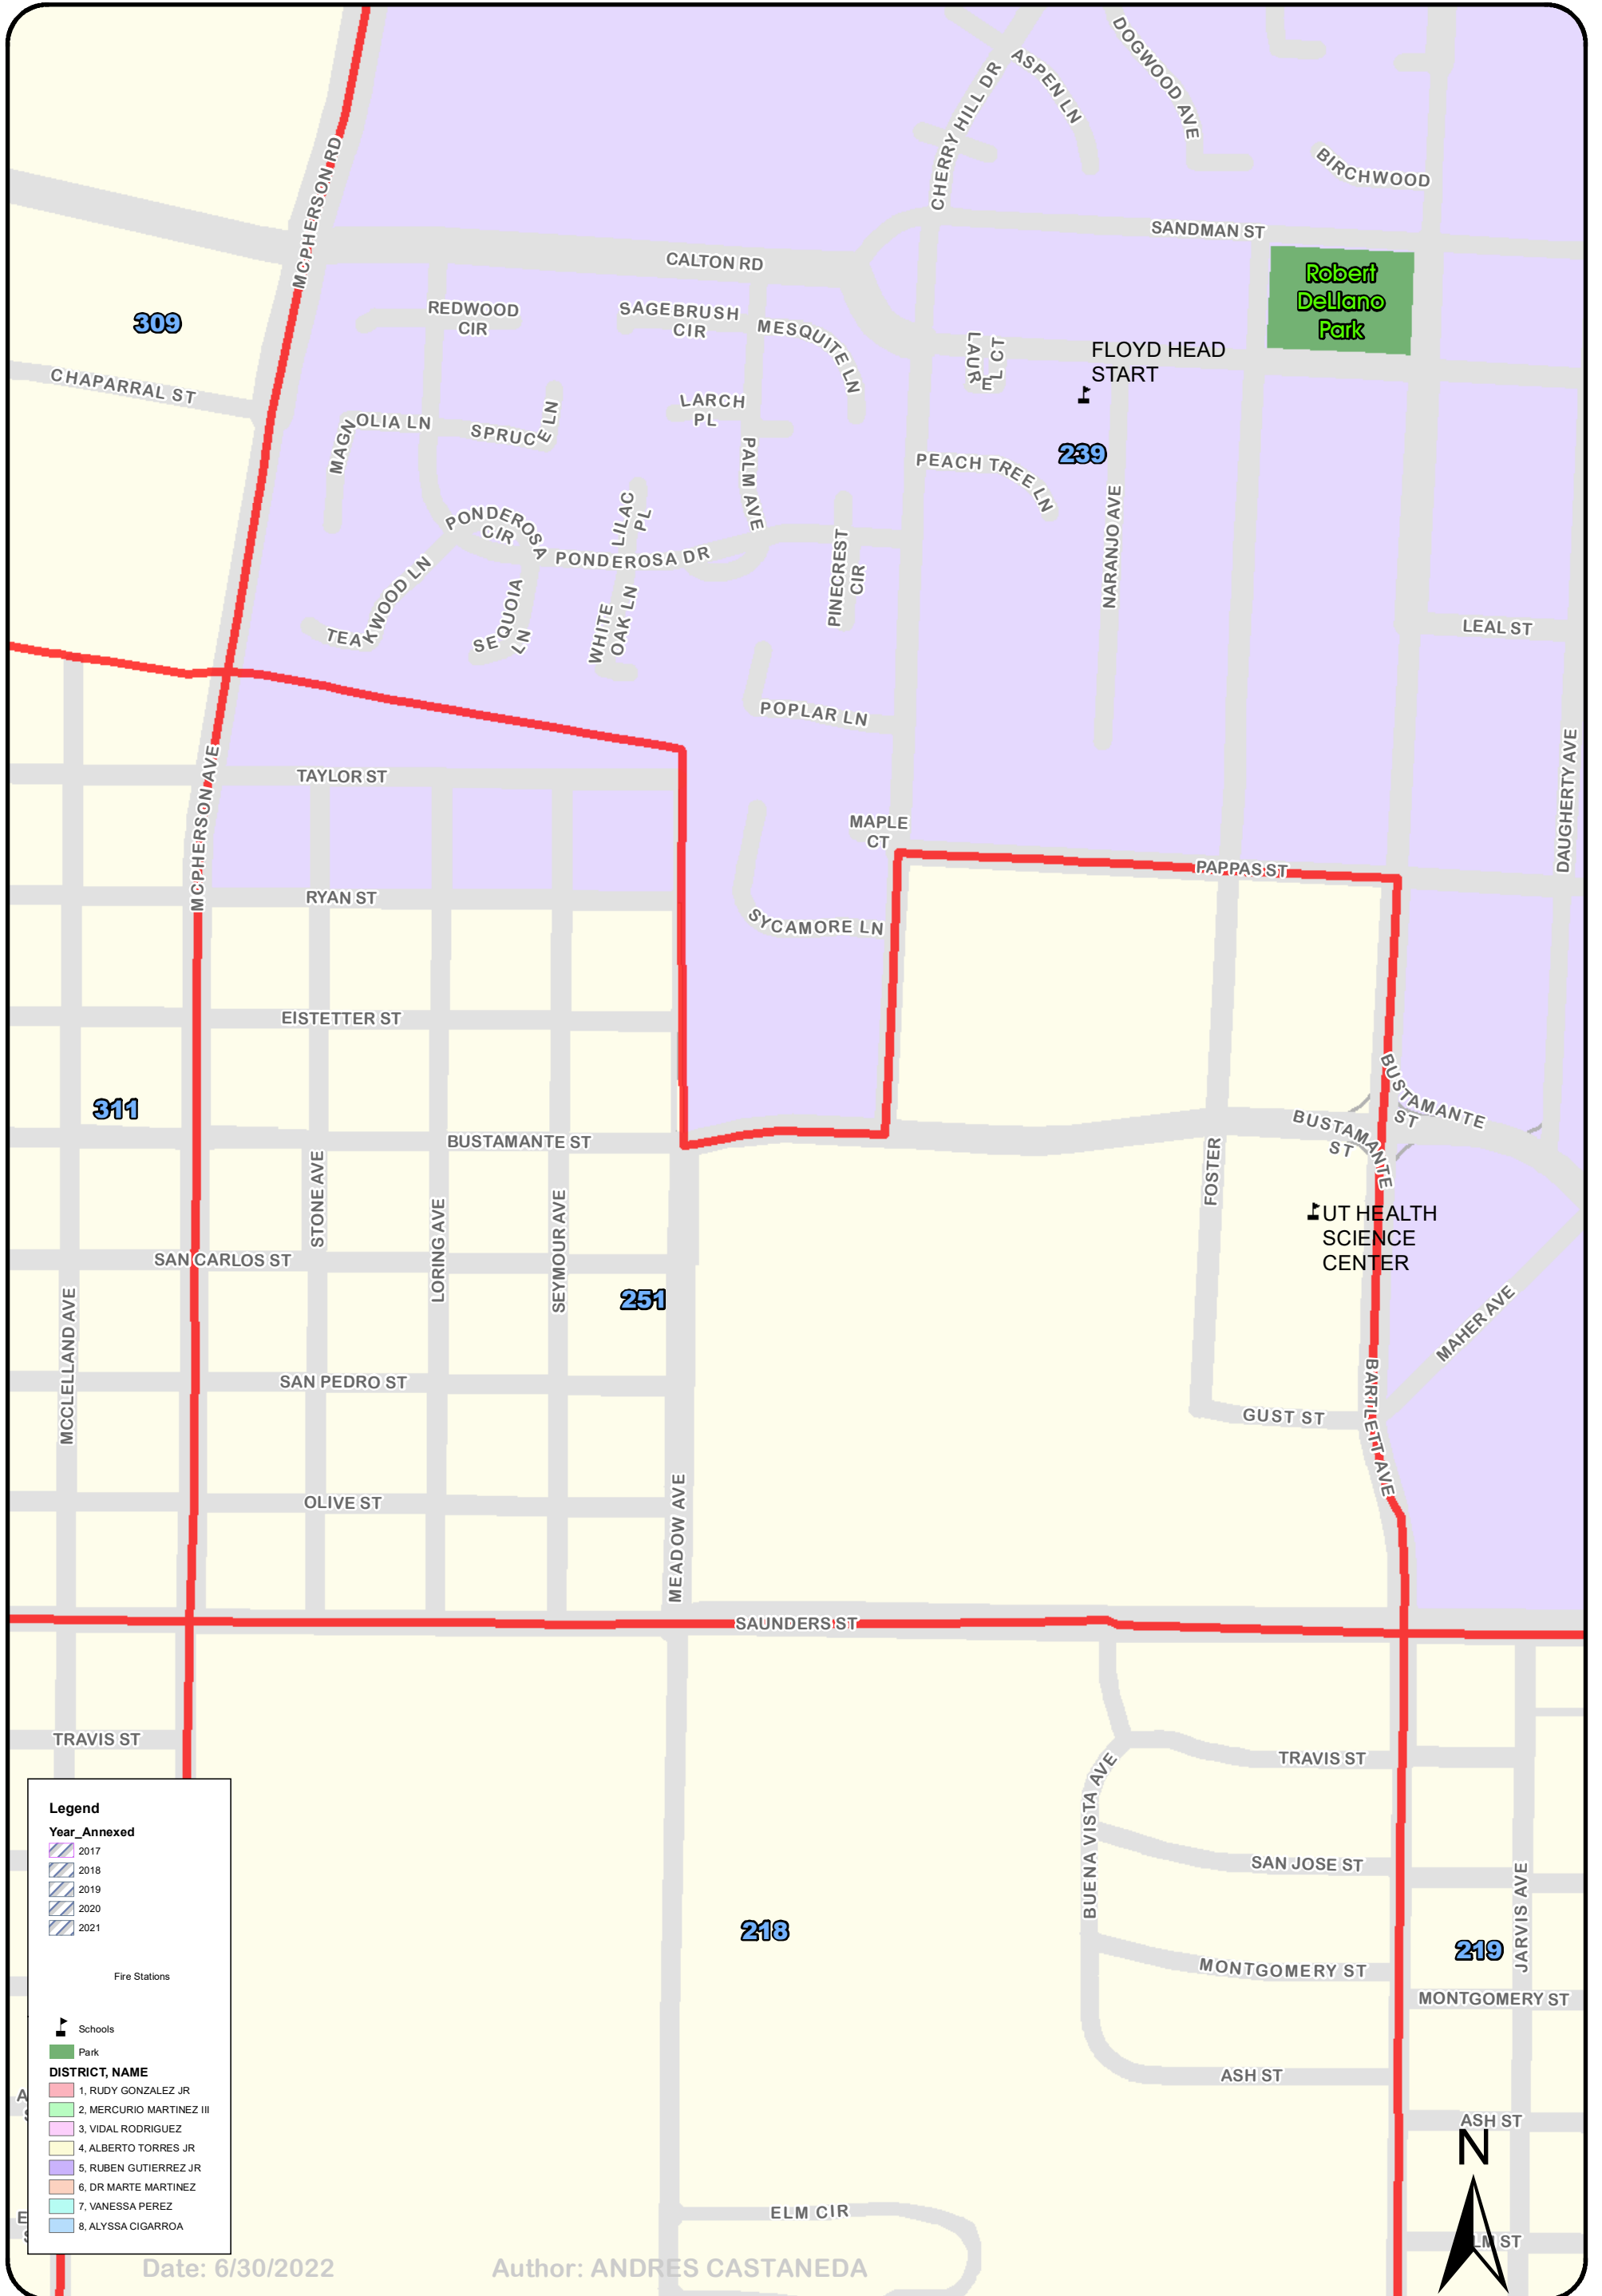 DOGWOOD AVE
ASPEN LN
CHERRY HILL DR
BIRCHWOOD
MCPHERSON RD
SANDMAN ST
CALTON RD
Robert
DeLlano
Park
309
REDWOOD
CIR
SAGEBRUSH
CIR
MESQUITE LN
LAUREL CT
FLOYD HEAD
START
CHAPARRAL ST
MAGNOLIA LN
SPRUCE LN
LARCH
PL
PALM AVE
239
PEACH TREE LN
NARANJO AVE
PONDEROSA
CIR
LILAC
PL
PONDEROSA DR
PINECREST
CIR
TEAKWOOD LN
SEQUOIA
LN
WHITE
OAK LN
LEAL ST
POPLAR LN
DAUGHERTY AVE
TAYLOR ST
MCPHERSON AVE
MAPLE
CT
PAPPAS ST
RYAN ST
SYCAMORE LN
EISTETTER ST
311
BUSTAMANTE
ST
BUSTAMANTE
ST
BUSTAMANTE ST
STONE AVE
LORING AVE
SEYMOUR AVE
FOSTER
UT HEALTH
SCIENCE
CENTER
SAN CARLOS ST
251
MCCLELLAND AVE
MAHER AVE
SAN PEDRO ST
BARTLETT AVE
GUST ST
OLIVE ST
MEADOW AVE
SAUNDERS ST
TRAVIS ST
TRAVIS ST
BUENA VISTA AVE
SAN JOSE ST
JARVIS AVE
218
219
MONTGOMERY ST
MONTGOMERY ST
ASH ST
ASH ST
ELM CIR
LM ST
N
Legend
Year_Annexed
2017
2018
2019
2020
2021
Fire Stations
Schools
Park
DISTRICT, NAME
1, RUDY GONZALEZ JR
2, MERCURIO MARTINEZ III
3, VIDAL RODRIGUEZ
4, ALBERTO TORRES JR
5, RUBEN GUTIERREZ JR
6, DR MARTE MARTINEZ
7, VANESSA PEREZ
8, ALYSSA CIGARROA
Date: 6/30/2022
Author: ANDRES CASTANEDA